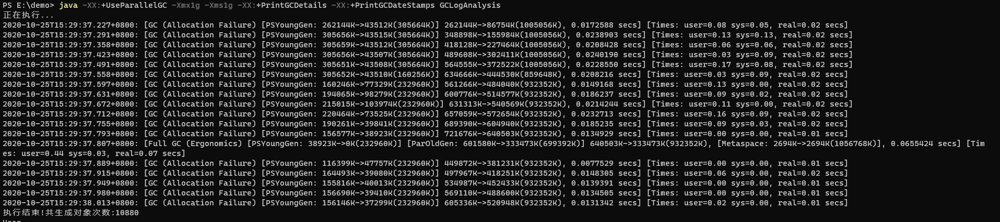 PS E:\demo> java -XX:+UseParallelGC -Xmx1g -Xms1g -XX:+PrintGCDetails -XX:+PrintGCDateStamps GCLogAnalysis
正在执行...
2020-10-25T15:29:37.227+0800: [GC (Allocation Failure) [PSYoungGen: 262144K->43512K(305664K)] 262144K->86754K(1005056K), 0.0172588 secs] [Times: user=0.08 sys=0.05, real=0.02 secs]
2020-10-25T15:29:37.291+0800: [GC (Allocation Failure) [PSYoungGen: 305656K->43515K(305664K)] 348898K->155984K(1005056K), 0.0238903 secs] [Times: user=0.13 sys=0.13, real=0.02 secs]
2020-10-25T15:29:37.358+0800: [GC (Allocation Failure) [PSYoungGen: 305659K->43512K(305664K)] 418128K->227464K(1005056K), 0.0208428 secs] [Times: user=0.06 sys=0.06, real=0.02 secs]
2020-10-25T15:29:37.423+0800: [GC (Allocation Failure) [PSYoungGen: 305656K->43507K(305664K)] 489608K->302411K(1005056K), 0.0240190 secs] [Times: user=0.03 sys=0.09, real=0.02 secs]
2020-10-25T15:29:37.491+0800: [GC (Allocation Failure) [PSYoungGen: 305651K->43508K(305664K)] 564555K->372522K(1005056K), 0.0228550 secs] [Times: user=0.17 sys=0.08, real=0.02 secs]
2020-10-25T15:29:37.558+0800: [GC (Allocation Failure) [PSYoungGen: 305652K->43510K(160256K)] 634666K->444530K(859648K), 0.0208216 secs] [Times: user=0.03 sys=0.09, real=0.02 secs]
2020-10-25T15:29:37.597+0800: [GC (Allocation Failure) [PSYoungGen: 160246K->77329K(232960K)] 561266K->484040K(932352K), 0.0149168 secs] [Times: user=0.13 sys=0.00, real=0.02 secs]
2020-10-25T15:29:37.631+0800: [GC (Allocation Failure) [PSYoungGen: 194065K->98279K(232960K)] 600776K->514577K(932352K), 0.0186237 secs] [Times: user=0.09 sys=0.02, real=0.02 secs]
2020-10-25T15:29:37.672+0800: [GC (Allocation Failure) [PSYoungGen: 215015K->103974K(232960K)] 631313K->540569K(932352K), 0.0214244 secs] [Times: user=0.11 sys=0.00, real=0.02 secs]
2020-10-25T15:29:37.712+0800: [GC (Allocation Failure) [PSYoungGen: 220464K->73525K(232960K)] 657059K->572654K(932352K), 0.0232713 secs] [Times: user=0.16 sys=0.09, real=0.02 secs]
2020-10-25T15:29:37.755+0800: [GC (Allocation Failure) [PSYoungGen: 190261K->39841K(232960K)] 689390K->604940K(932352K), 0.0185235 secs] [Times: user=0.09 sys=0.03, real=0.02 secs]
2020-10-25T15:29:37.793+0800: [GC (Allocation Failure) [PSYoungGen: 156577K->38923K(232960K)] 721676K->640503K(932352K), 0.0134929 secs] [Times: user=0.00 sys=0.00, real=0.01 secs]
2020-10-25T15:29:37.807+0800: [Full GC (Ergonomics) [PSYoungGen: 38923K->0K(232960K)] [ParOldGen: 601580K->333473K(699392K)] 640503K->333473K(932352K), [Metaspace: 2694K->2694K(1056768K)], 0.0655424 secs] [Tim
es: user=0.44 sys=0.03, real=0.07 secs]
2020-10-25T15:29:37.889+0800: [GC (Allocation Failure) [PSYoungGen: 116399K->47757K(232960K)] 449872K->381231K(932352K), 0.0077529 secs] [Times: user=0.00 sys=0.00, real=0.01 secs]
2020-10-25T15:29:37.915+0800: [GC (Allocation Failure) [PSYoungGen: 164493K->39080K(232960K)] 497967K->418251K(932352K), 0.0148305 secs] [Times: user=0.06 sys=0.00, real=0.02 secs]
2020-10-25T15:29:37.949+0800: [GC (Allocation Failure) [PSYoungGen: 155816K->40013K(232960K)] 534987K->452433K(932352K), 0.0139391 secs] [Times: user=0.00 sys=0.00, real=0.01 secs]
2020-10-25T15:29:37.980+0800: [GC (Allocation Failure) [PSYoungGen: 156690K->39410K(232960K)] 569110K->488600K(932352K), 0.0134505 secs] [Times: user=0.00 sys=0.00, real=0.01 secs]
2020-10-25T15:29:38.013+0800: [GC (Allocation Failure) [PSYoungGen: 156146K->37299K(232960K)] 605336K->520948K(932352K), 0.0131342 secs] [Times: user=0.02 sys=0.00, real=0.01 secs]
执行结束!共生成对象次数:10880